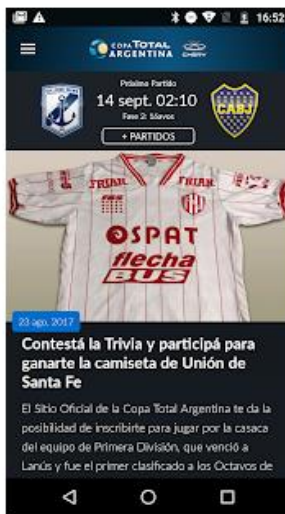 16:52
COPA TOTAL
ARGENTINA
Próximo Partido
14 sept. 02:10
Fase 2: 16avos
CABJ
+ PARTIDOS
TRIAR
TRIAR
OSPAT
flecha
BUS
23 ago. 2017
Contestá la Trivia y participá para
ganarte la camiseta de Unión de
Santa Fe
El Sitio Oficial de la Copa Total Argentina te da la
posibilidad de inscribirte para jugar por la casaca
del equipo de Primera División, que venció a
Lanús y fue el primer clasificado a los Octavos de